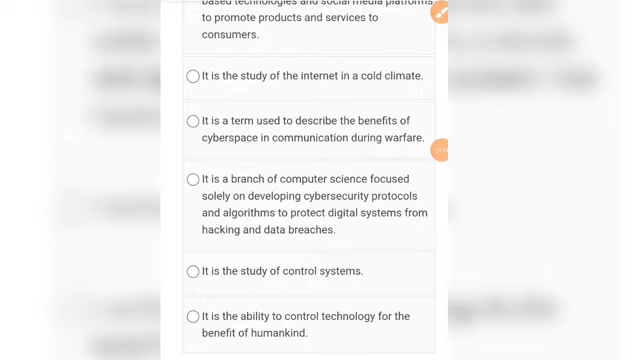 based technologies and social media platforms
to promote products and services to
consumers.
It is the study of the internet in a cold climate.
It is a term used to describe the benefits of
cyberspace in communication during warfare.
It is a branch of computer science focused
solely on developing cybersecurity protocols
and algorithms to protect digital systems from
hacking and data breaches.
It is the study of control systems.
It is the ability to control technology for the
benefit of humankind.